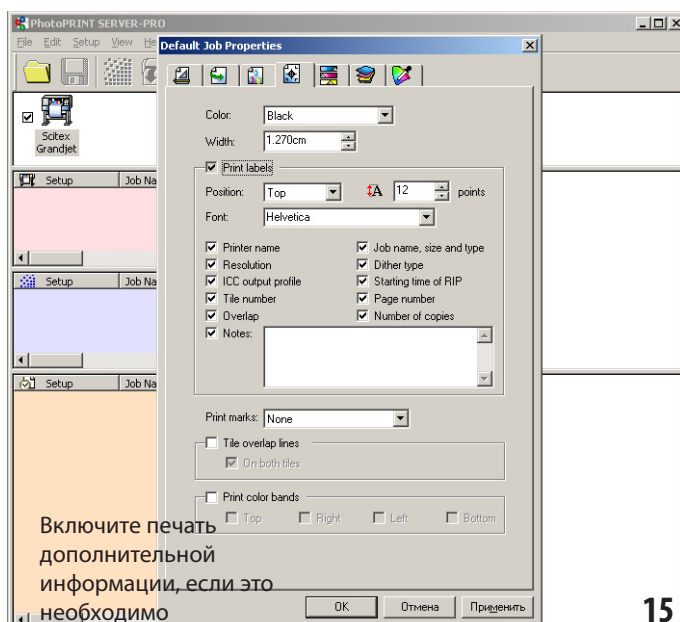 PhotoPRINT SERVER-PRO
File Edit Setup View He
Default Job Properties
Scitex
Grandjet
Color: Black
Width: 1.270cm
Print labels
Position: Top A 12 points
Font: Helvetica
Printer name Job name, size and type
Resolution Dither type
ICC output profile Starting time of RIP
Tile number Page number
Overlap Number of copies
Notes:
Setup Job Na
Setup Job Na
Setup Job Na
Print marks: None
Tile overlap lines
On both tiles
Print color bands
Top Right Left Bottom
Включите печать
дополнительной
информации, если это
необходимо
OK Отмена Применить
15